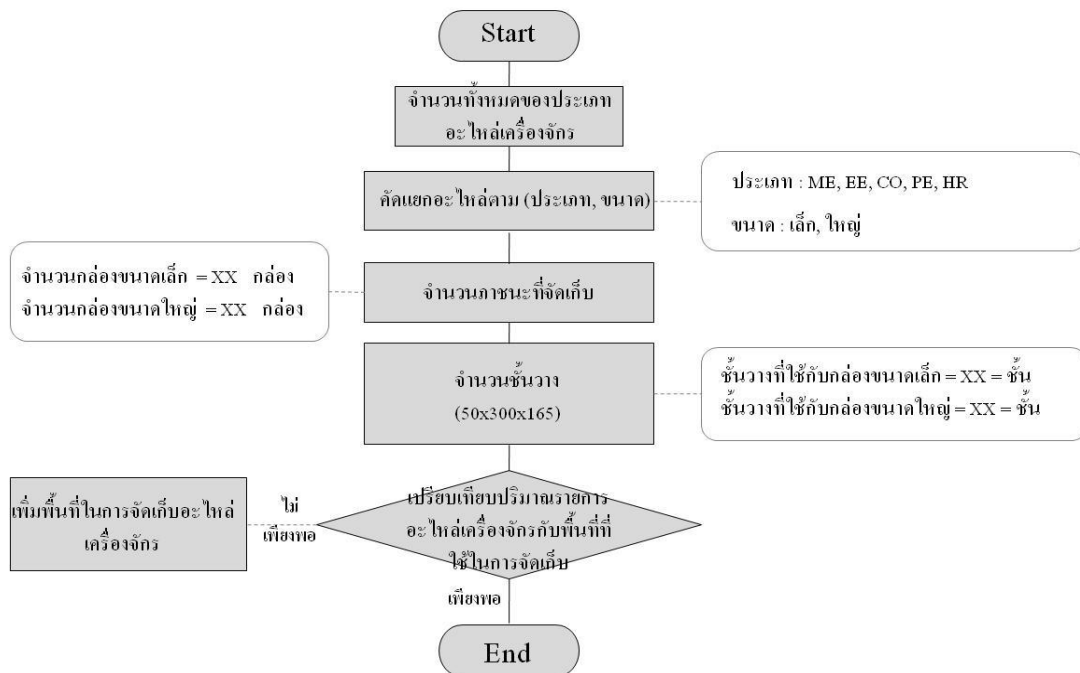 Start
จำนวนทั้งหมดของประเภท
อะไหล่เครื่องจักร
คัดแยกอะไหล่ตาม (ประเภท, ขนาด)
ประเภท : ME, EE, CO, PE, HR
ขนาด : เล็ก, ใหญ่
จำนวนกล่องขนาดเล็ก = XX กล่อง
จำนวนกล่องขนาดใหญ่ = XX กล่อง
จำนวนภาชนะที่จัดเก็บ
จำนวนชั้นวาง
(50x300x165)
ชั้นวางที่ใช้กับกล่องขนาดเล็ก = XX = ชั้น
ชั้นวางที่ใช้กับกล่องขนาดใหญ่ = XX = ชั้น
เปรียบเทียบปริมาณรายการ
อะไหล่เครื่องจักรกับพื้นที่ที่
ใช้ในการจัดเก็บ
ไม่
เพียงพอ
เพิ่มพื้นที่ในการจัดเก็บอะไหล่
เครื่องจักร
เพียงพอ
End